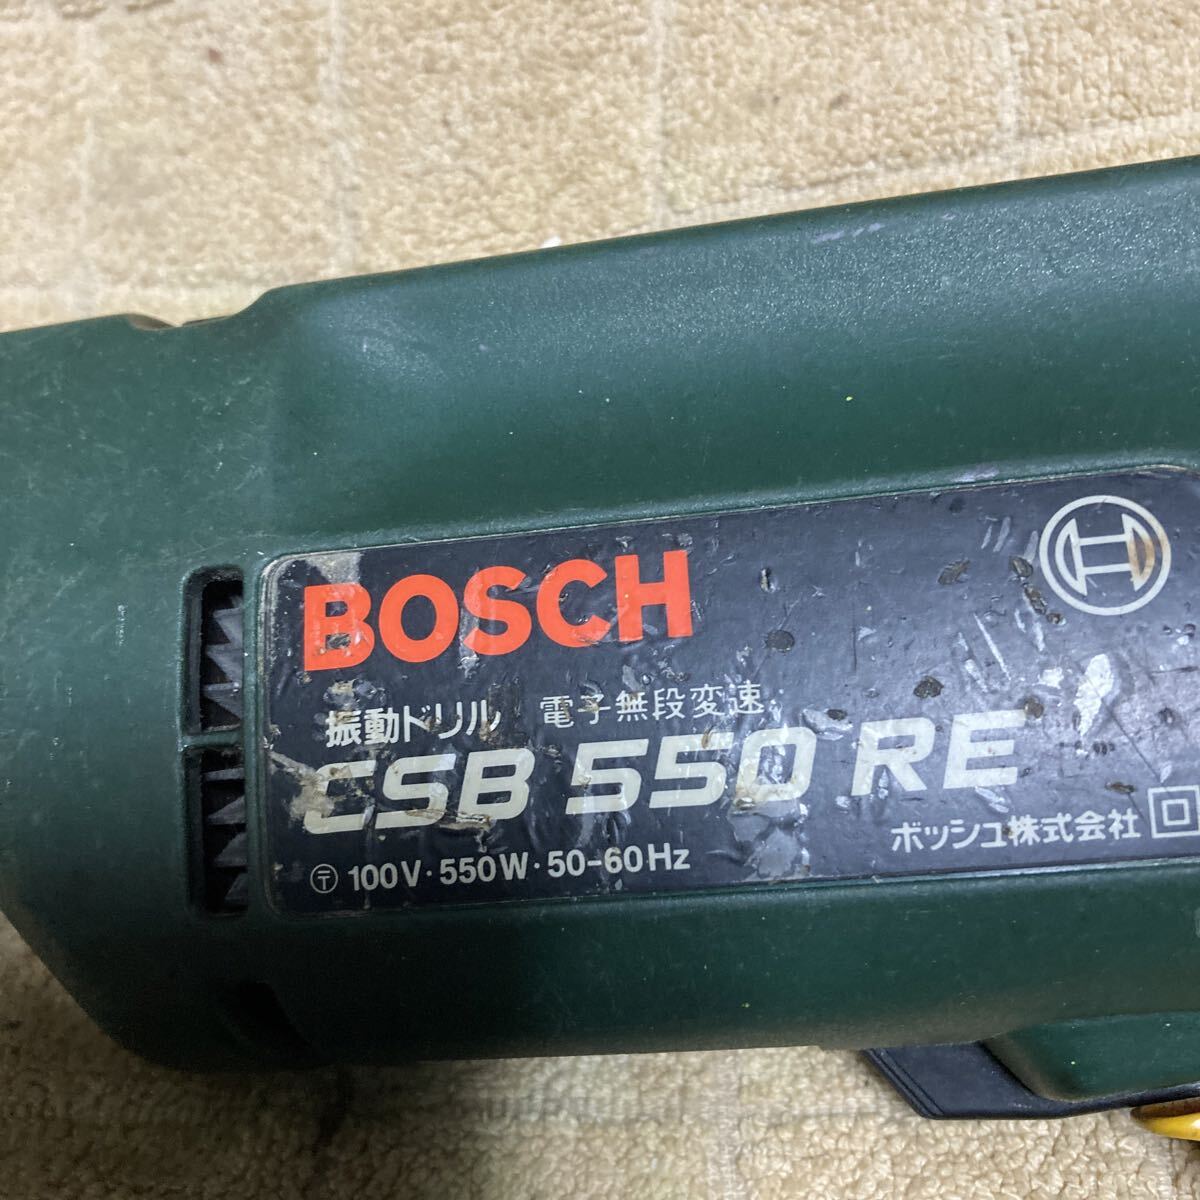 BOSCH
振動ドリル 電子無段変速
CSB 550 RE
ボッシュ株式会社
〒 100V・550W・50-60Hz